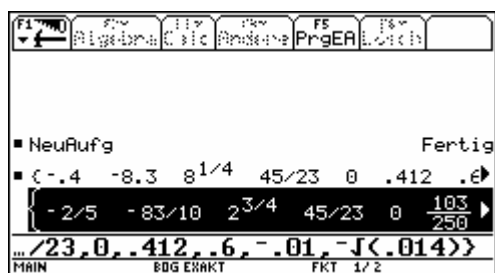 F1 Algebra Calc Andere F5 PrgEA Lösch
▪ NeuAufg Fertig
▪ {-.4 -8.3 8^1/4 45/23 0 .412 .6▶
{-2/5 -83/10 2^3/4 45/23 0 103/250
…/23,0,.412,.6,-.01,-√(.014)}
MAIN BOG EXAKT FKT 1/2